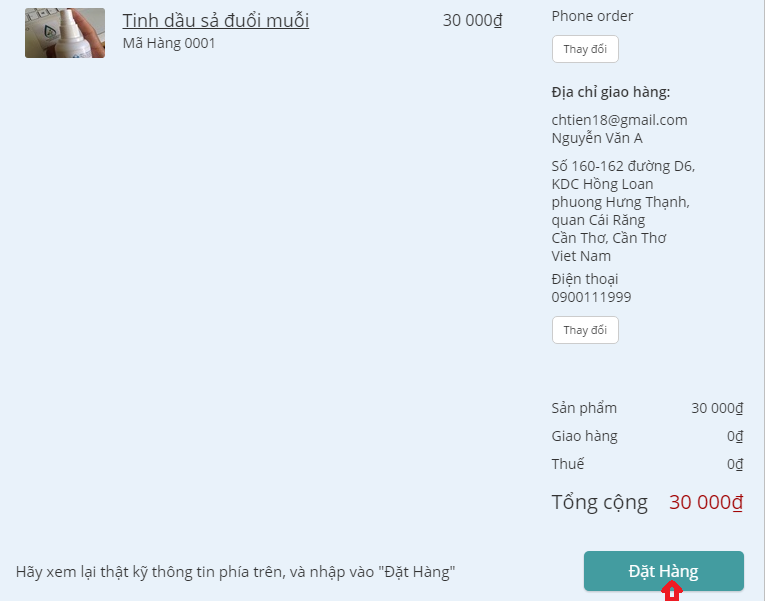 Tinh dầu sả đuổi muỗi
30 000₫
Mã Hàng 0001
Phone order
Thay đổi
Địa chỉ giao hàng:
chtien18@gmail.com
Nguyễn Văn A
Số 160-162 đường D6,
KDC Hồng Loan
phuong Hưng Thạnh,
quan Cái Răng
Cần Thơ, Cần Thơ
Viet Nam
Điện thoại
0900111999
Thay đổi
Sản phẩm 30 000₫
Giao hàng 0₫
Thuế 0₫
Tổng cộng 30 000₫
Hãy xem lại thật kỹ thông tin phía trên, và nhập vào "Đặt Hàng"
Đặt Hàng